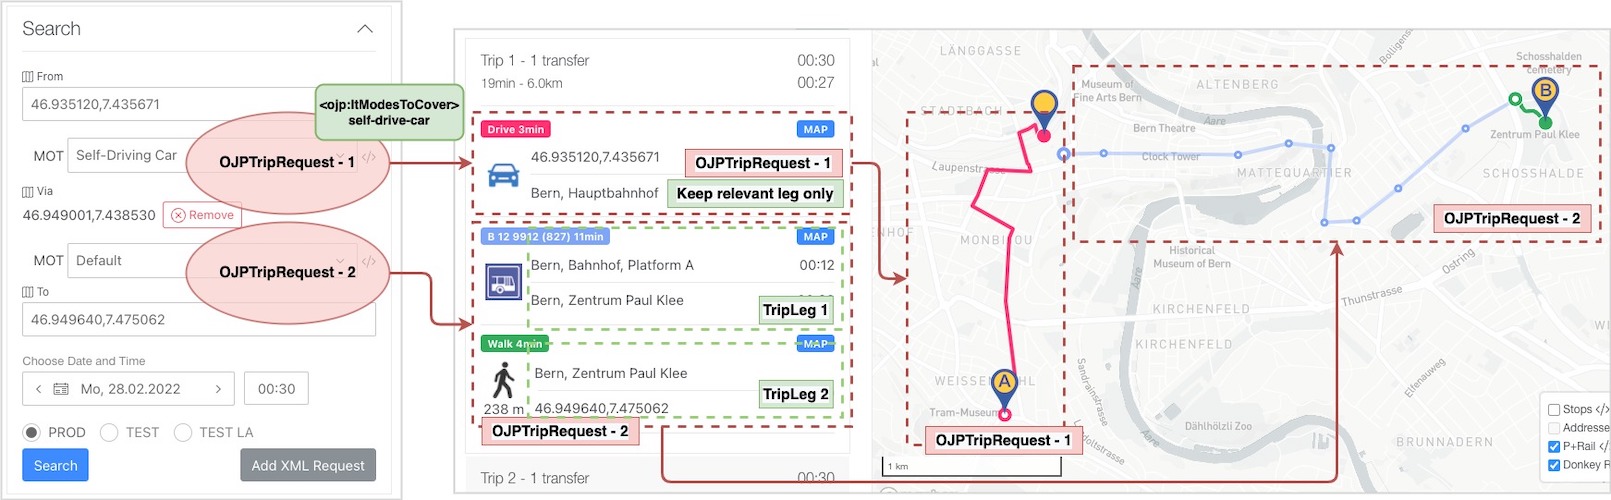 Search
From
46.935120,7.435671
<ojp:ItModesToCover>
self-drive-car
MOT
Self-Driving Car
OJPTripRequest - 1
Via
46.949001,7.438530
Remove
MOT
Default
OJPTripRequest - 2
To
46.949640,7.475062
Choose Date and Time
Mo, 28.02.2022
00:30
PROD
TEST
TEST LA
Search
Add XML Request
Trip 1 - 1 transfer
00:30
19min - 6.0km
00:27
Drive 3min
MAP
46.935120,7.435671
OJPTripRequest - 1
Bern, Hauptbahnhof
Keep relevant leg only
B 12 9912 (827) 11min
MAP
Bern, Bahnhof, Platform A
00:12
Bern, Zentrum Paul Klee
TripLeg 1
Walk 4min
MAP
Bern, Zentrum Paul Klee
TripLeg 2
238 m
46.949640,7.475062
OJPTripRequest - 2
Trip 2 - 1 transfer
00:30
LÄNGGASSE
Museum of
Fine Arts Bern
ALTENBERG
Schosshalden
cemetery
B
STADTBACH
Aare
Bern Theatre
Zentrum Paul Klee
Clock Tower
Laupenstrasse
MATTEQUARTIER
SCHOSSHALDE
OJPTripRequest - 2
MONBIJOU
Historical
Museum of Bern
Ostring
Aare
Thunstrasse
KIRCHENFELD
KIRCHENFELD
A
Sandrainstrasse
Elfenauweg
Tram-Museum
OJPTripRequest - 1
Dählhölzli Zoo
Aare
BRUNNADERN
1 km
Stops </>
Addresse
P+Rail </
Donkey R